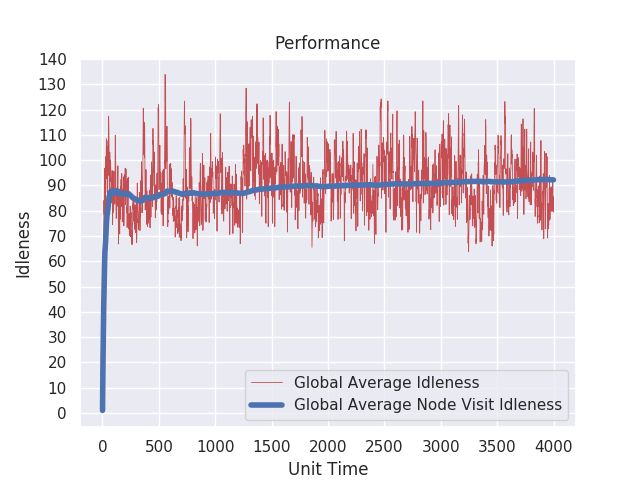 Performance
140
130
120
110
100
90
80
70
60
50
40
30
20
10
0
Idleness
Global Average Idleness
Global Average Node Visit Idleness
0 500 1000 1500 2000 2500 3000 3500 4000
Unit Time